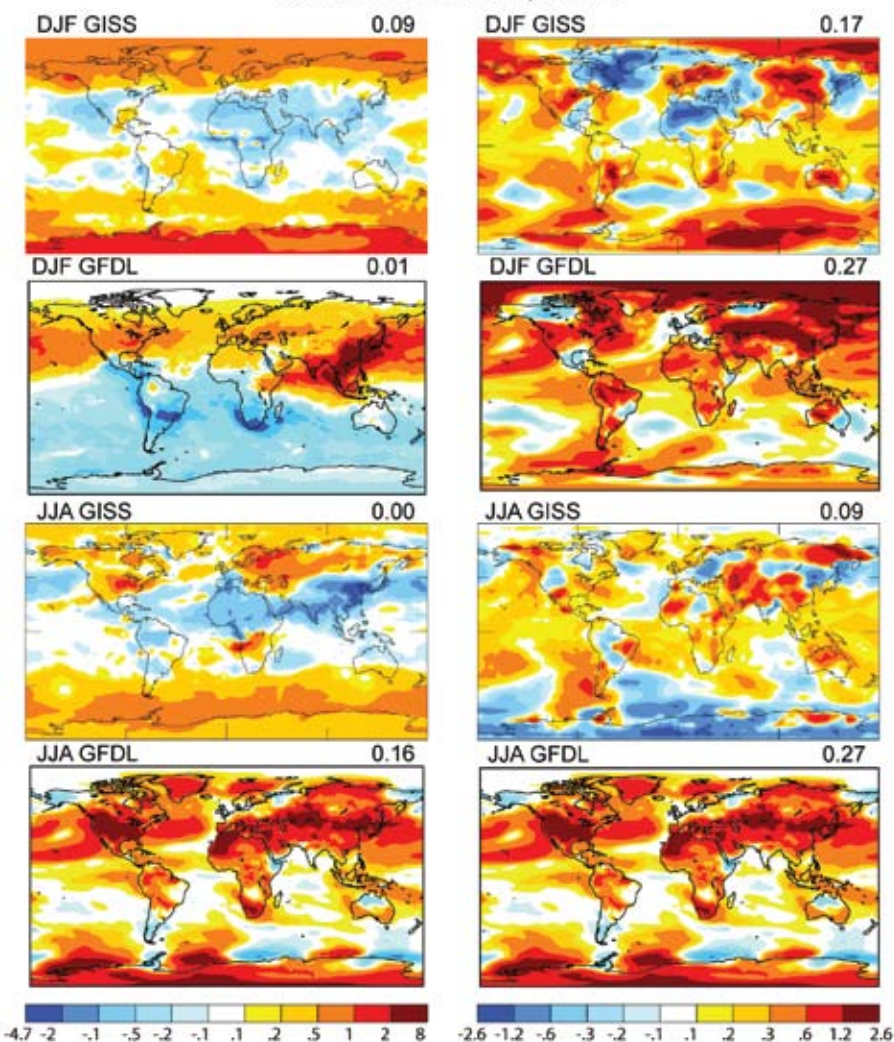 DJF GISS 0.09
DJF GISS 0.17
DJF GFDL 0.01
DJF GFDL 0.27
JJA GISS 0.00
JJA GISS 0.09
JJA GFDL 0.16
JJA GFDL 0.27
-4.7 -2 -.1 -.5 -.2 -.1 .1 .2 .5 1 2 8
-2.6 -1.2 -.6 -.3 -.2 -.1 .1 .2 .3 .6 1.2 2.6